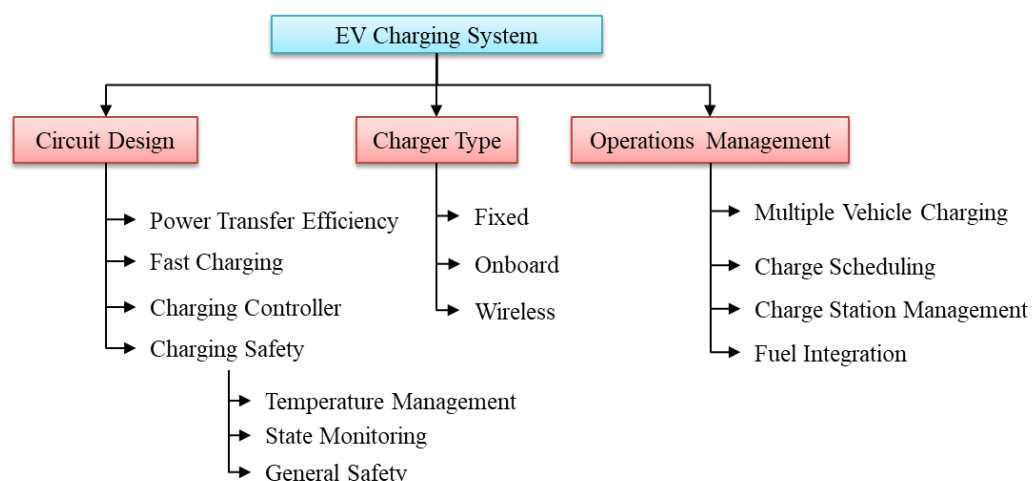 EV Charging System
Circuit Design
Charger Type
Operations Management
Power Transfer Efficiency
Fast Charging
Charging Controller
Charging Safety
Temperature Management
State Monitoring
General Safety
Fixed
Onboard
Wireless
Multiple Vehicle Charging
Charge Scheduling
Charge Station Management
Fuel Integration